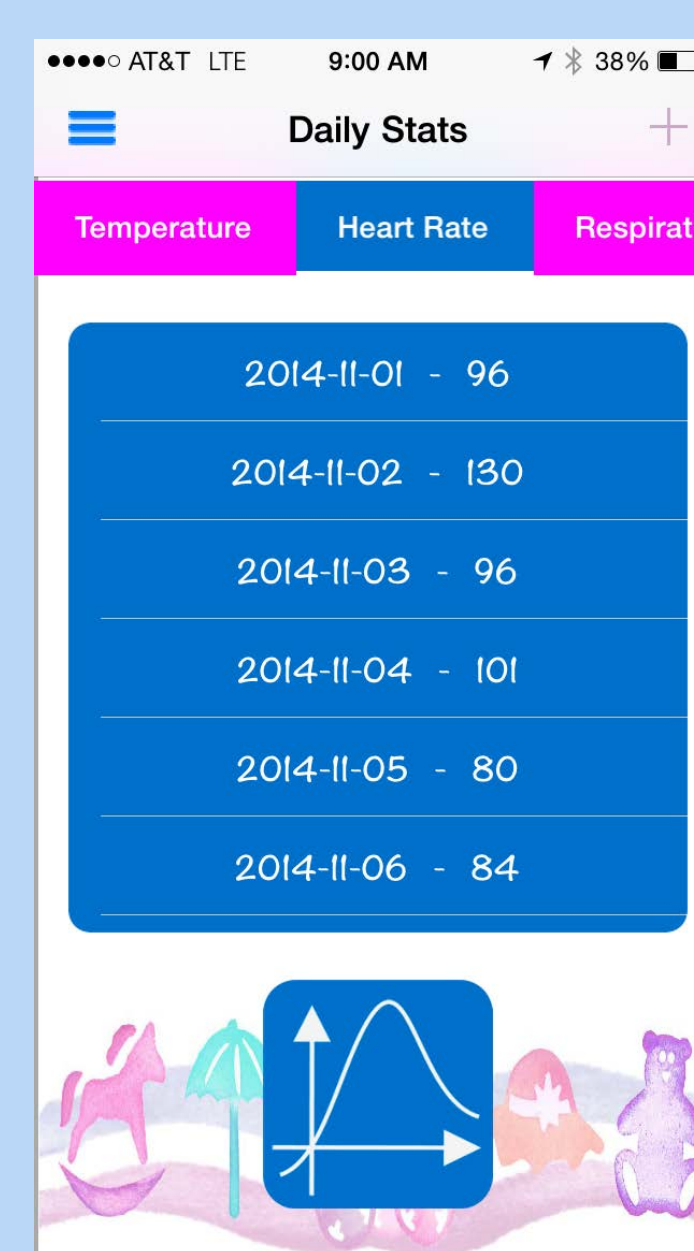 AT&T LTE 9:00 AM 38%
Daily Stats
Temperature Heart Rate Respirat
2014-11-01 - 96
2014-11-02 - 130
2014-11-03 - 96
2014-11-04 - 101
2014-11-05 - 80
2014-11-06 - 84